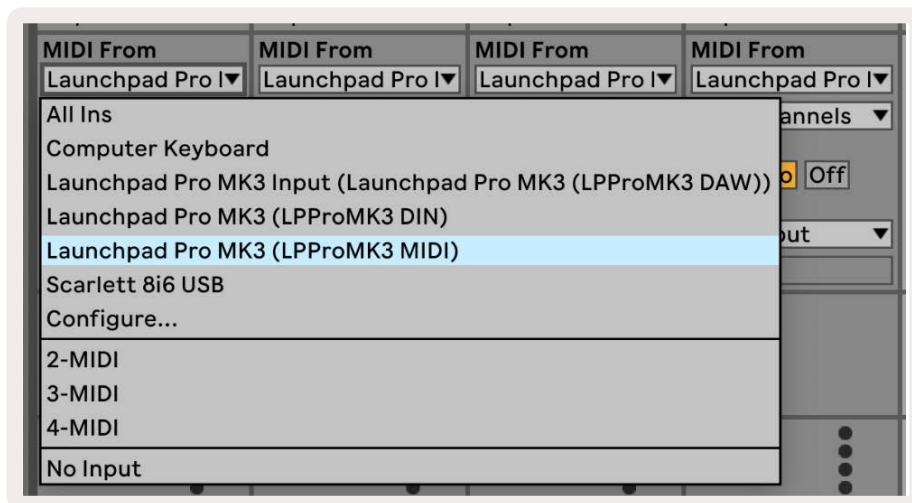 MIDI From MIDI From MIDI From MIDI From
Launchpad Pro I Launchpad Pro I Launchpad Pro I Launchpad Pro I
All Ins
annels
Computer Keyboard
Launchpad Pro MK3 Input (Launchpad Pro MK3 (LPProMK3 DAW)) Off
Launchpad Pro MK3 (LPProMK3 DIN)
Launchpad Pro MK3 (LPProMK3 MIDI)
Scarlett 8i6 USB
Configure...
2-MIDI
3-MIDI
4-MIDI
No Input